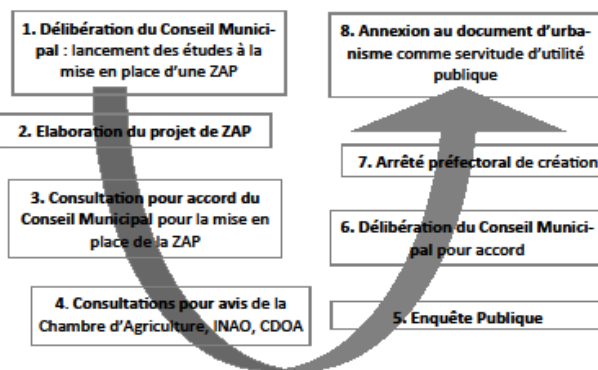 1. Délibération du Conseil Munici-
pal : lancement des études à la
mise en place d'une ZAP
2. Elaboration du projet de ZAP
3. Consultation pour accord du
Conseil Municipal pour la mise en
place de la ZAP
4. Consultations pour avis de la
Chambre d'Agriculture, INAO, CDOA
5. Enquête Publique
6. Délibération du Conseil Munici-
pal pour accord
7. Arrêté préfectoral de création
8. Annexion au document d'urba-
nisme comme servitude d'utilité
publique